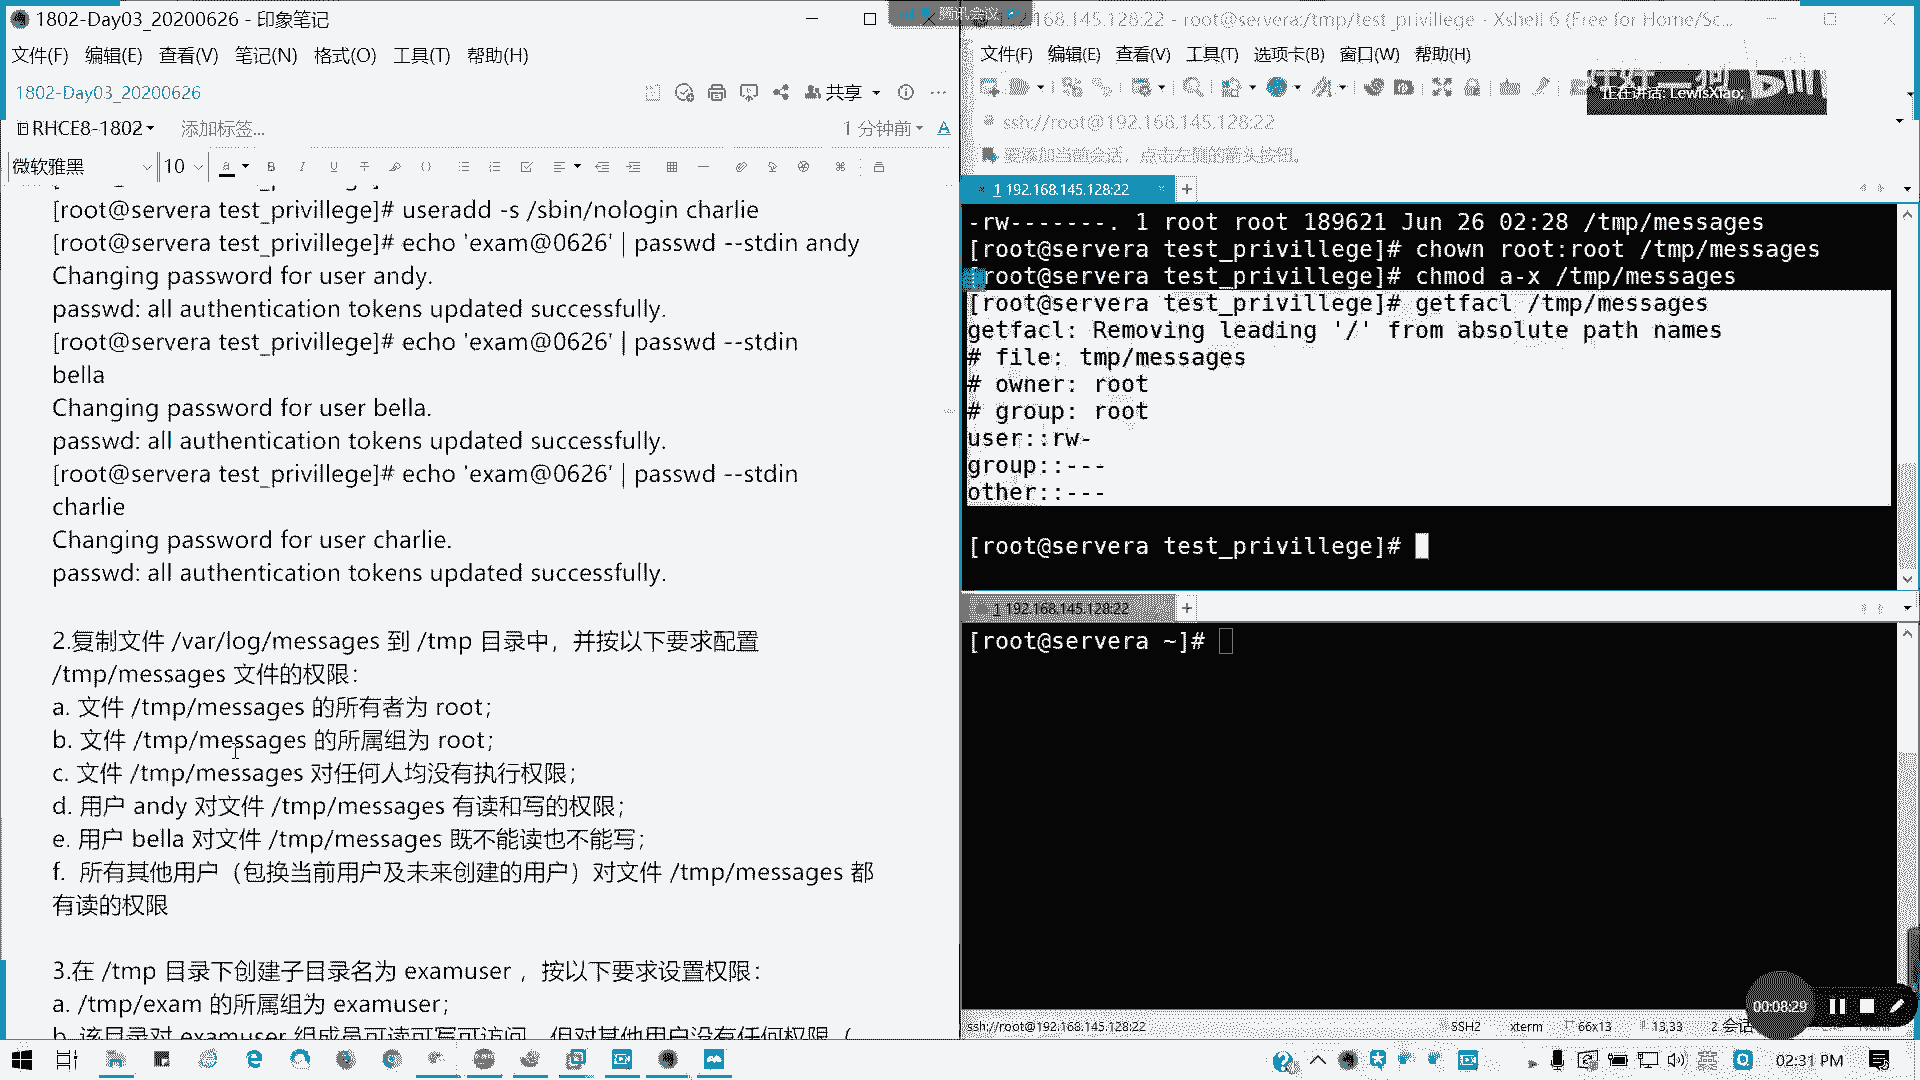 1802-Day03_20200626 - 印象笔记
文件(F) 编辑(E) 查看(V) 笔记(N) 格式(O) 工具(T) 帮助(H)
1802-Day03_20200626
共享
RHCE8-1802
添加标签...
1 分钟前
微软雅黑
10
[root@servera test_privillege]# useradd -s /sbin/nologin charlie
[root@servera test_privillege]# echo 'exam@0626' | passwd --stdin andy
Changing password for user andy.
passwd: all authentication tokens updated successfully.
[root@servera test_privillege]# echo 'exam@0626' | passwd --stdin
bella
Changing password for user bella.
passwd: all authentication tokens updated successfully.
[root@servera test_privillege]# echo 'exam@0626' | passwd --stdin
charlie
Changing password for user charlie.
passwd: all authentication tokens updated successfully.
2.复制文件 /var/log/messages 到 /tmp 目录中，并按以下要求配置
/tmp/messages 文件的权限：
a. 文件 /tmp/messages 的所有者为 root；
b. 文件 /tmp/messages 的所属组为 root；
c. 文件 /tmp/messages 对任何人均没有执行权限；
d. 用户 andy 对文件 /tmp/messages 有读和写的权限；
e. 用户 bella 对文件 /tmp/messages 既不能读也不能写；
f. 所有其他用户（包换当前用户及未来创建的用户）对文件 /tmp/messages 都
有读的权限
3.在 /tmp 目录下创建子目录名为 examuser ，按以下要求设置权限：
a. /tmp/exam 的所属组为 examuser；
b. 该目录对 examuser 组成员可读可写可访问，但对其他用户没有任何权限（
腾讯会议
192.168.145.128:22 - root@servera:/tmp/test_privillege - Xshell 6 (Free for Home/Sc...
文件(F) 编辑(E) 查看(V) 工具(T) 选项卡(B) 窗口(W) 帮助(H)
正在讲话: LewisXiao;
ssh://root@192.168.145.128:22
要添加当前会话，点击左侧的箭头按钮。
1 192.168.145.128:22
-rw-------. 1 root root 189621 Jun 26 02:28 /tmp/messages
[root@servera test_privillege]# chown root:root /tmp/messages
[root@servera test_privillege]# chmod a-x /tmp/messages
[root@servera test_privillege]# getfacl /tmp/messages
getfacl: Removing leading '/' from absolute path names
# file: tmp/messages
# owner: root
# group: root
user::rw-
group::---
other::---
[root@servera test_privillege]#
1 192.168.145.128:22
[root@servera ~]#
00:08:29
ssh://root@192.168.145.128:22 SSH2 xterm 66x13 13,33 2 会话
02:31 PM